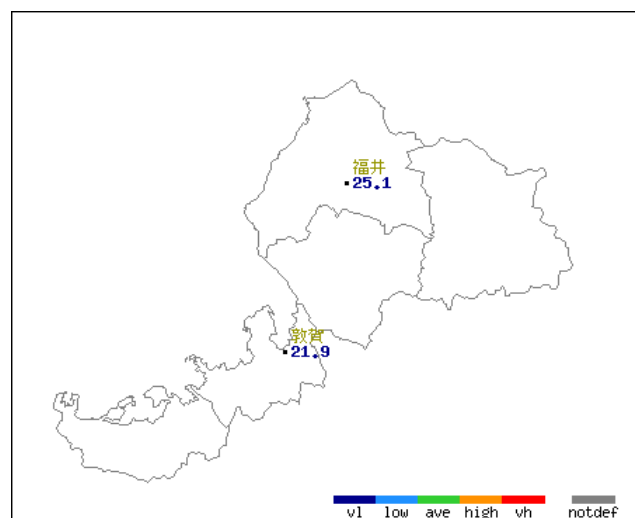 福井
25.1
敦賀
21.9
vl low ave high vh notdef